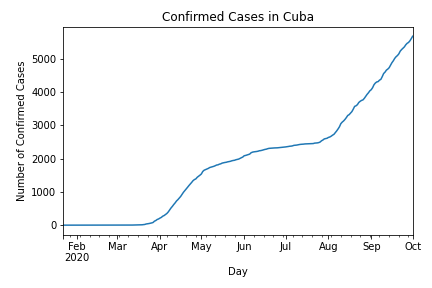 Confirmed Cases in Cuba
Number of Confirmed Cases
5000
4000
3000
2000
1000
0
Feb Mar Apr May Jun Jul Aug Sep Oct
2020
Day